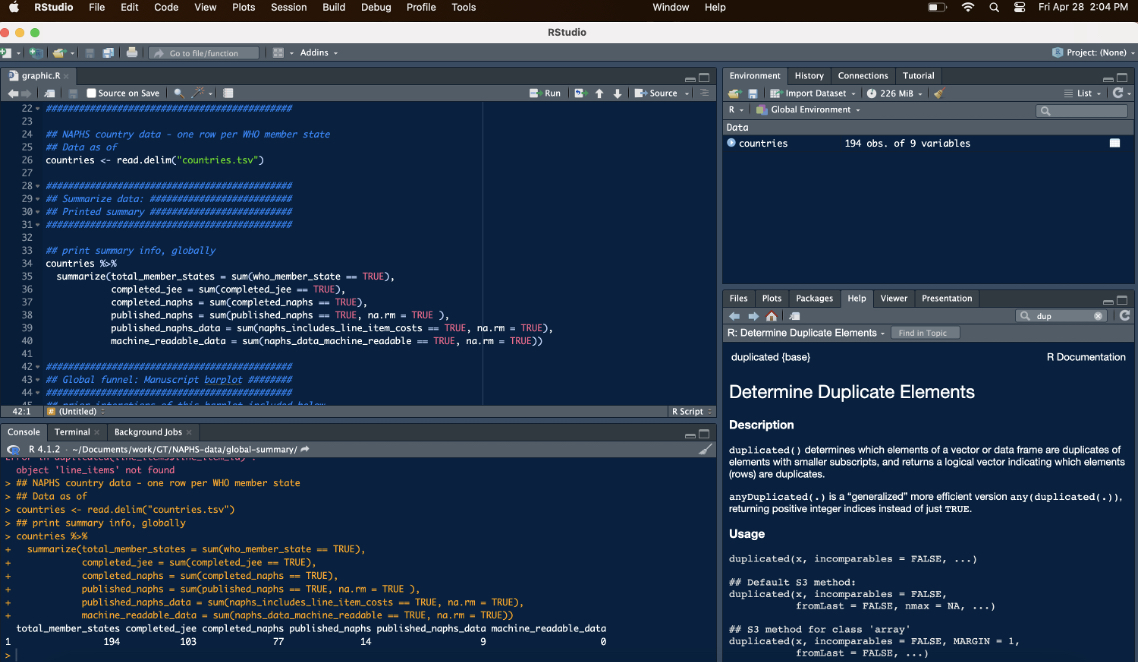 RStudio File Edit Code View Plots Session Build Debug Profile Tools Window Help Fri Apr 28 2:04 PM
RStudio
Go to file/function Addins Project: (None)
graphic.R
Source on Save Run Source
22 #############################################
23
24 ## NAPHS country data - one row per WHO member state
25 ## Data as of
26 countries <- read.delim("countries.tsv")
27
28 #############################################
29 ## Summarize data: ##########################
30 ## Printed summary ##########################
31 #############################################
32
33 ## print summary info, globally
34 countries %>%
35 summarize(total_member_states = sum(who_member_state == TRUE),
36 completed_jee = sum(completed_jee == TRUE),
37 completed_naphs = sum(completed_naphs == TRUE),
38 published_naphs = sum(published_naphs == TRUE, na.rm = TRUE ),
39 published_naphs_data = sum(naphs_includes_line_item_costs == TRUE, na.rm = TRUE),
40 machine_readable_data = sum(naphs_data_machine_readable == TRUE, na.rm = TRUE))
41
42 #############################################
43 ## Global funnel: Manuscript barplot ########
44 #############################################
42:1 (Untitled) R Script
Console Terminal Background Jobs
R 4.1.2 · ~/Documents/work/GT/NAPHS-data/global-summary/
object 'line_items' not found
> ## NAPHS country data - one row per WHO member state
> ## Data as of
> countries <- read.delim("countries.tsv")
> ## print summary info, globally
> countries %>%
+ summarize(total_member_states = sum(who_member_state == TRUE),
+ completed_jee = sum(completed_jee == TRUE),
+ completed_naphs = sum(completed_naphs == TRUE),
+ published_naphs = sum(published_naphs == TRUE, na.rm = TRUE ),
+ published_naphs_data = sum(naphs_includes_line_item_costs == TRUE, na.rm = TRUE),
+ machine_readable_data = sum(naphs_data_machine_readable == TRUE, na.rm = TRUE))
total_member_states completed_jee completed_naphs published_naphs published_naphs_data machine_readable_data
1 194 103 77 14 9 0
>
Environment History Connections Tutorial
Import Dataset 226 MiB List
R Global Environment
Data
countries 194 obs. of 9 variables
Files Plots Packages Help Viewer Presentation
dup
R: Determine Duplicate Elements Find in Topic
duplicated {base} R Documentation
Determine Duplicate Elements
Description
duplicated() determines which elements of a vector or data frame are duplicates of
elements with smaller subscripts, and returns a logical vector indicating which elements
(rows) are duplicates.
anyDuplicated(.) is a “generalized” more efficient version any(duplicated(.)),
returning positive integer indices instead of just TRUE.
Usage
duplicated(x, incomparables = FALSE, ...)
## Default S3 method:
duplicated(x, incomparables = FALSE,
fromLast = FALSE, nmax = NA, ...)
## S3 method for class 'array'
duplicated(x, incomparables = FALSE, MARGIN = 1,
fromLast = FALSE, ...)